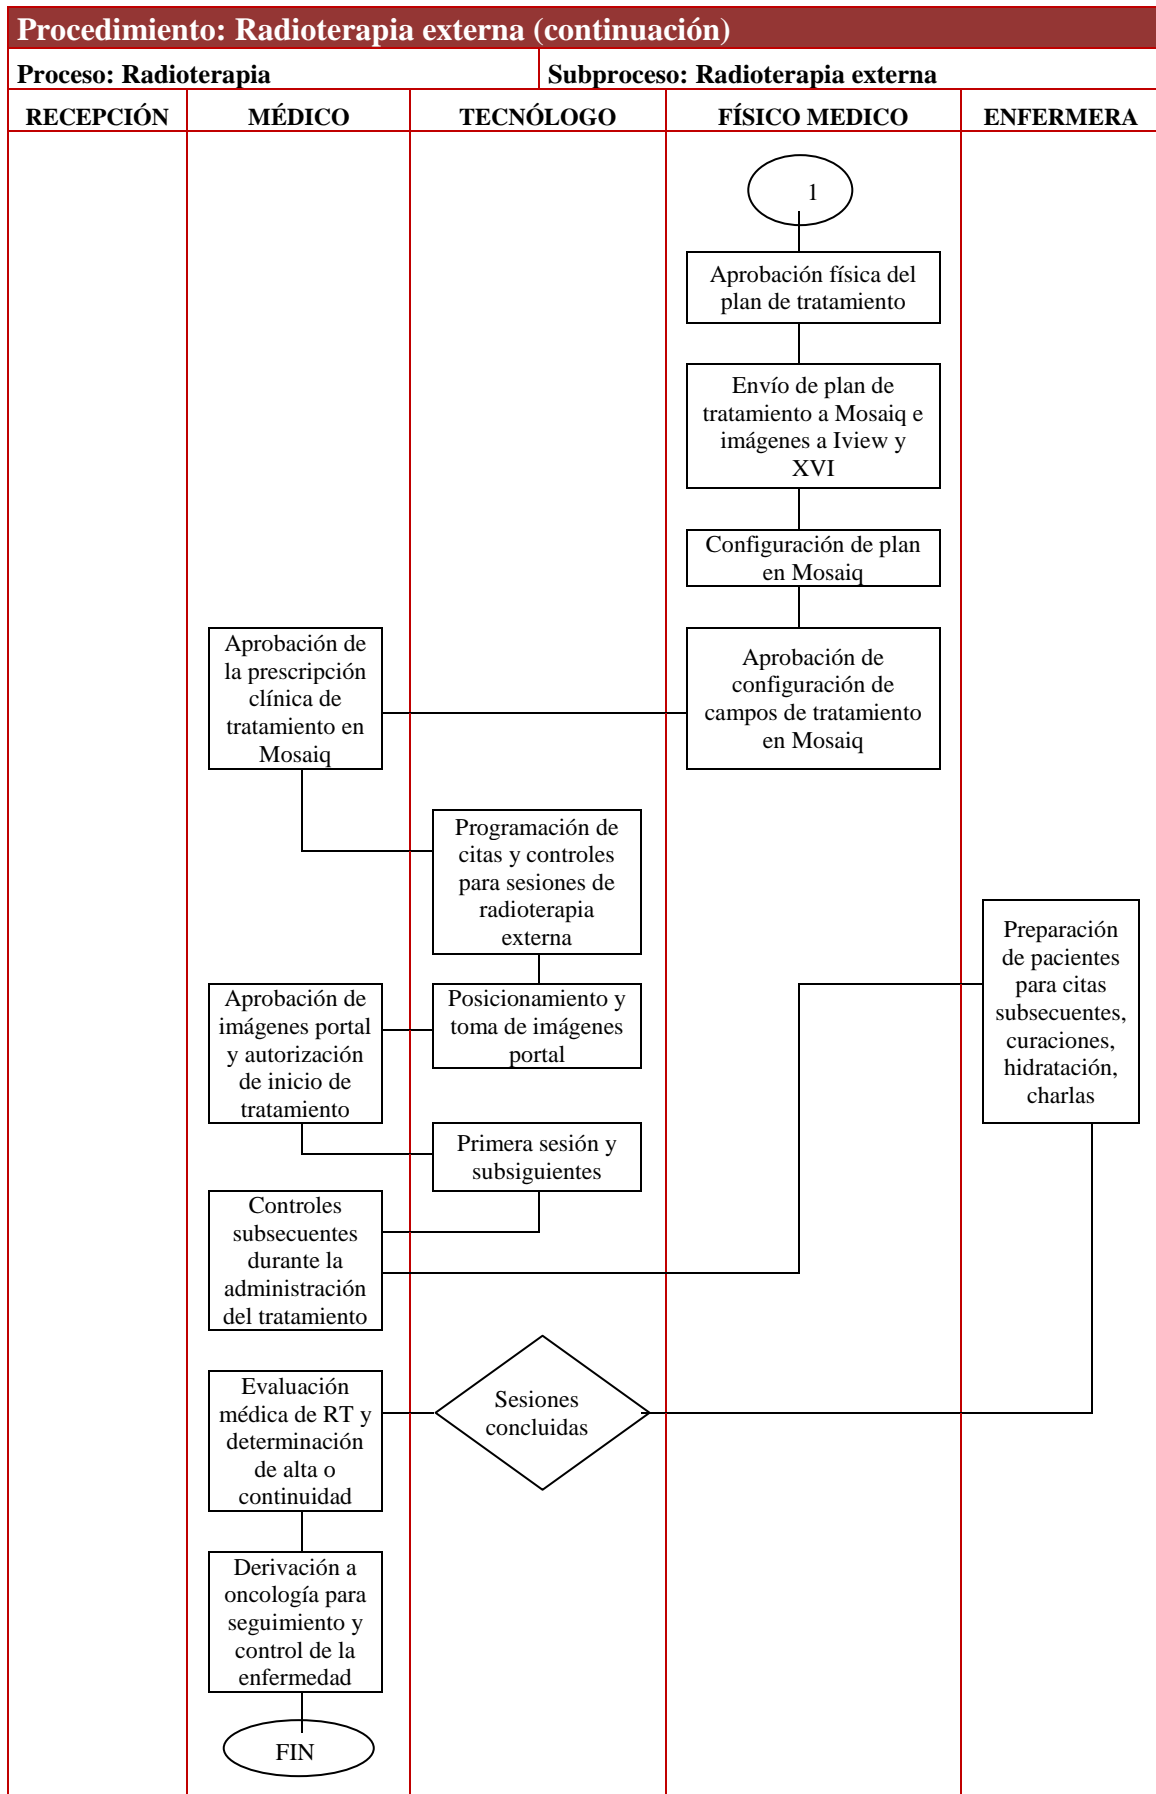 Procedimiento: Radioterapia externa (continuación)
Proceso: Radioterapia
Subproceso: Radioterapia externa
RECEPCIÓN
MÉDICO
TECNÓLOGO
FÍSICO MEDICO
ENFERMERA
1
Aprobación física del
plan de tratamiento
Envío de plan de
tratamiento a Mosaiq e
imágenes a Iview y
XVI
Configuración de plan
en Mosaiq
Aprobación de
configuración de
campos de tratamiento
en Mosaiq
Aprobación de
la prescripción
clínica de
tratamiento en
Mosaiq
Programación de
citas y controles
para sesiones de
radioterapia
externa
Posicionamiento y
toma de imágenes
portal
Aprobación de
imágenes portal
y autorización
de inicio de
tratamiento
Primera sesión y
subsiguientes
Controles
subsecuentes
durante la
administración
del tratamiento
Preparación
de pacientes
para citas
subsecuentes,
curaciones,
hidratación,
charlas
Sesiones
concluidas
Evaluación
médica de RT y
determinación
de alta o
continuidad
Derivación a
oncología para
seguimiento y
control de la
enfermedad
FIN